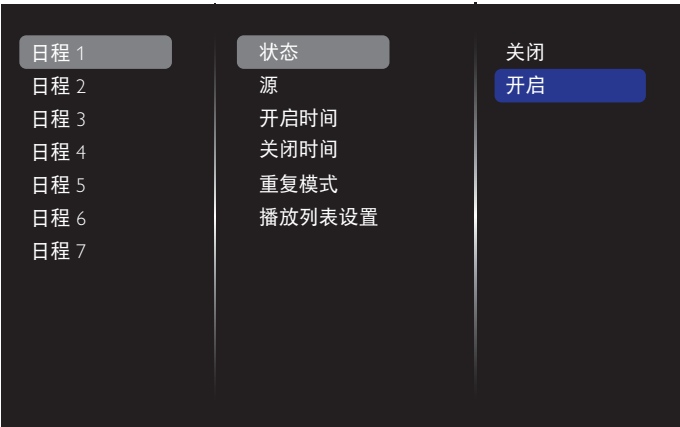 日程 1
日程 2
日程 3
日程 4
日程 5
日程 6
日程 7
状态
源
开启时间
关闭时间
重复模式
播放列表设置
关闭
开启